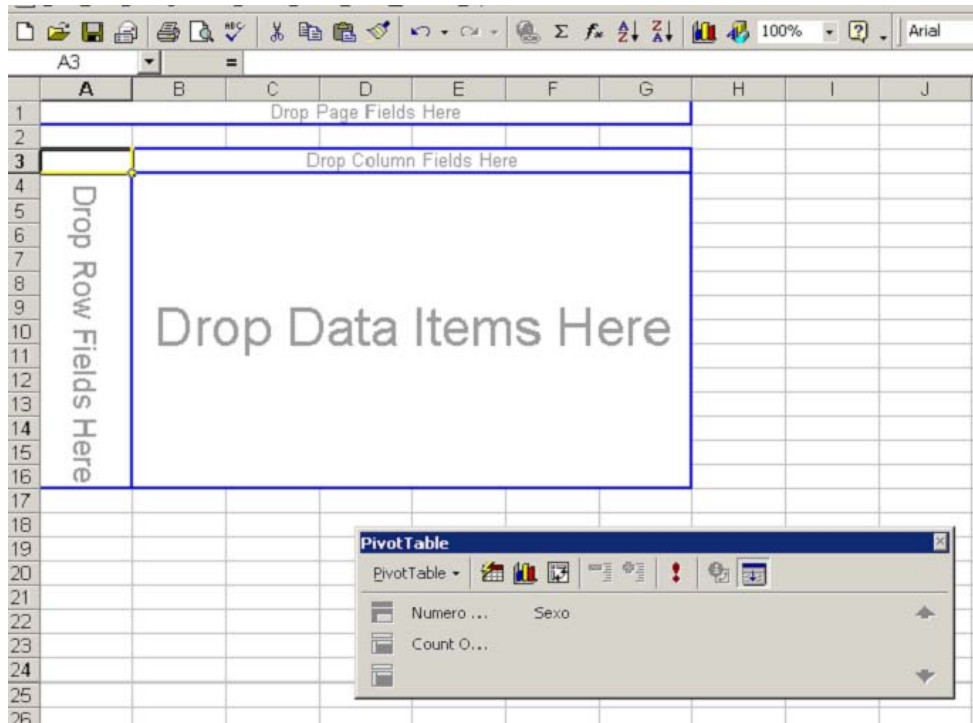 100% Arial
A3 =
A B C D E F G H I J
1 Drop Page Fields Here
2
3 Drop Column Fields Here
4
5
6
7
8
9
10
11
12
13
14
15
16
Drop Row Fields Here
Drop Data Items Here
17
18
19
20
21
22
23
24
25
26
PivotTable
PivotTable
Numero ... Sexo
Count O...